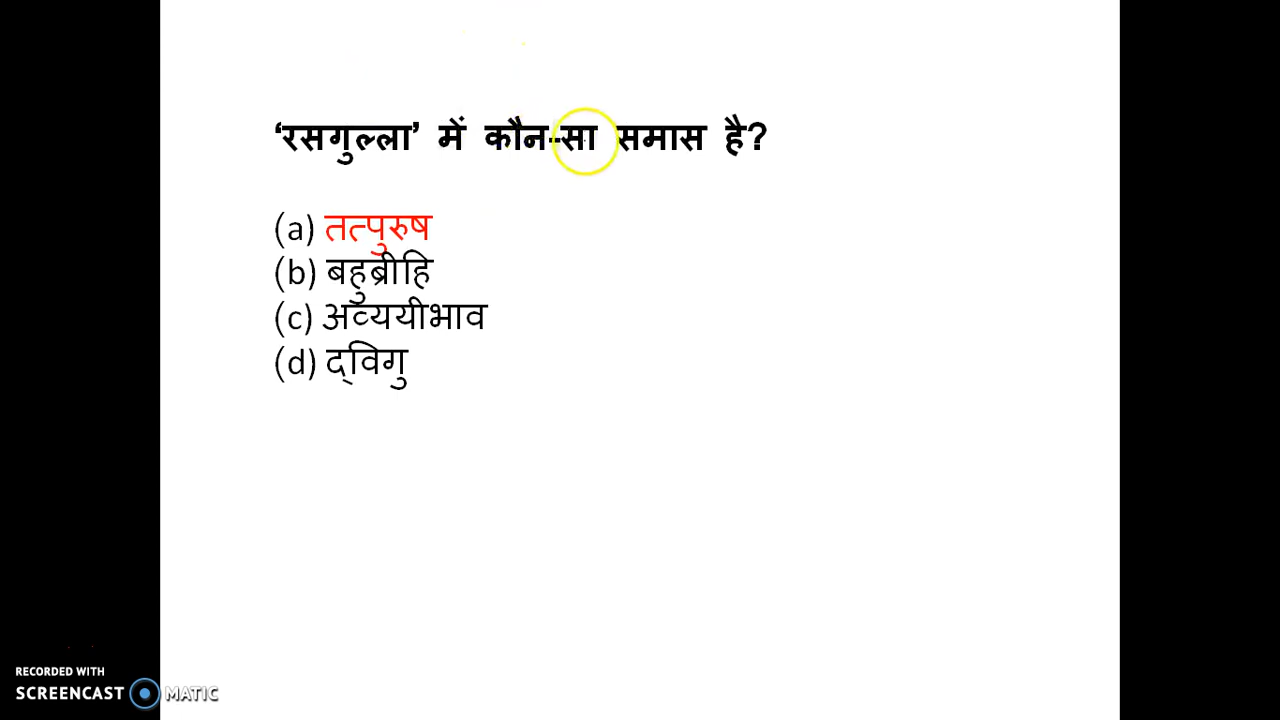 ‘रसगुल्ला’ में कौन-सा समास है?
(a) तत्पुरुष
(b) बहुब्रीहि
(c) अव्ययीभाव
(d) द्विगु
RECORDED WITH
SCREENCAST MATIC